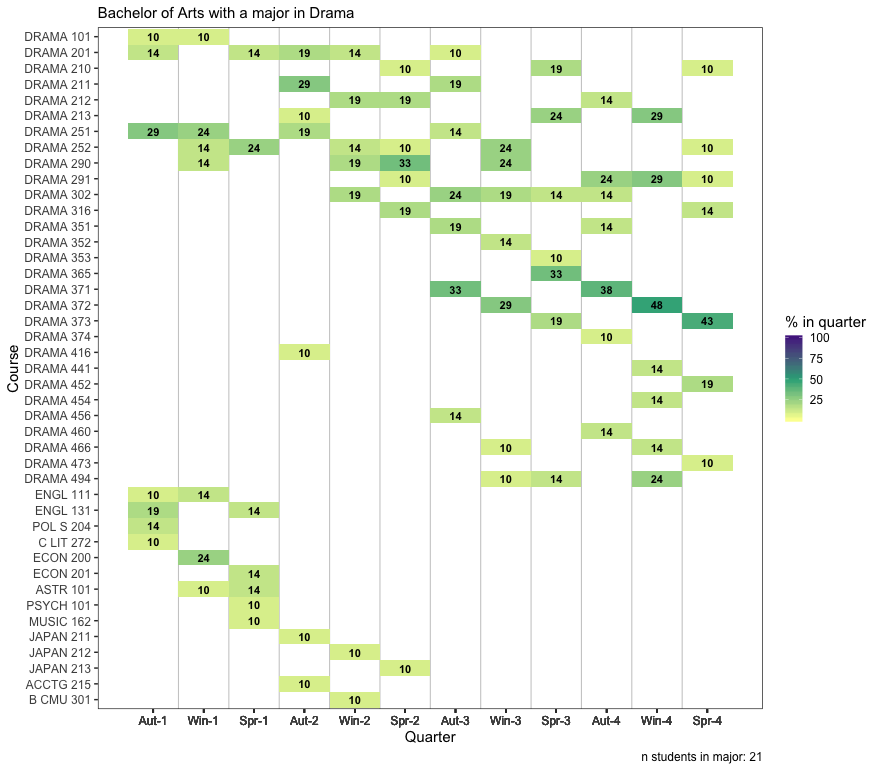 Bachelor of Arts with a major in Drama
DRAMA 101 10 10
DRAMA 201 14 14 19 14 10
DRAMA 210 10 19 10
DRAMA 211 29 19
DRAMA 212 19 19 14
DRAMA 213 10 24 29
DRAMA 251 29 24 19 14
DRAMA 252 14 24 14 10 24 10
DRAMA 290 14 19 33 24
DRAMA 291 10 24 29 10
DRAMA 302 19 24 19 14 14
DRAMA 316 19 14
DRAMA 351 19 14
DRAMA 352 14
DRAMA 353 10
DRAMA 365 33
DRAMA 371 33 38
DRAMA 372 29 48
DRAMA 373 19 43
DRAMA 374 10
DRAMA 416 10
DRAMA 441 14
DRAMA 452 19
DRAMA 454 14
DRAMA 456 14
DRAMA 460 14
DRAMA 466 10 14
DRAMA 473 10
DRAMA 494 10 14 24
ENGL 111 10 14
ENGL 131 19 14
POL S 204 14
C LIT 272 10
ECON 200 24
ECON 201 14
ASTR 101 10 14
PSYCH 101 10
MUSIC 162 10
JAPAN 211 10
JAPAN 212 10
JAPAN 213 10
ACCTG 215 10
B CMU 301 10
Course
Aut-1 Win-1 Spr-1 Aut-2 Win-2 Spr-2 Aut-3 Win-3 Spr-3 Aut-4 Win-4 Spr-4
Quarter
% in quarter
100
75
50
25
n students in major: 21